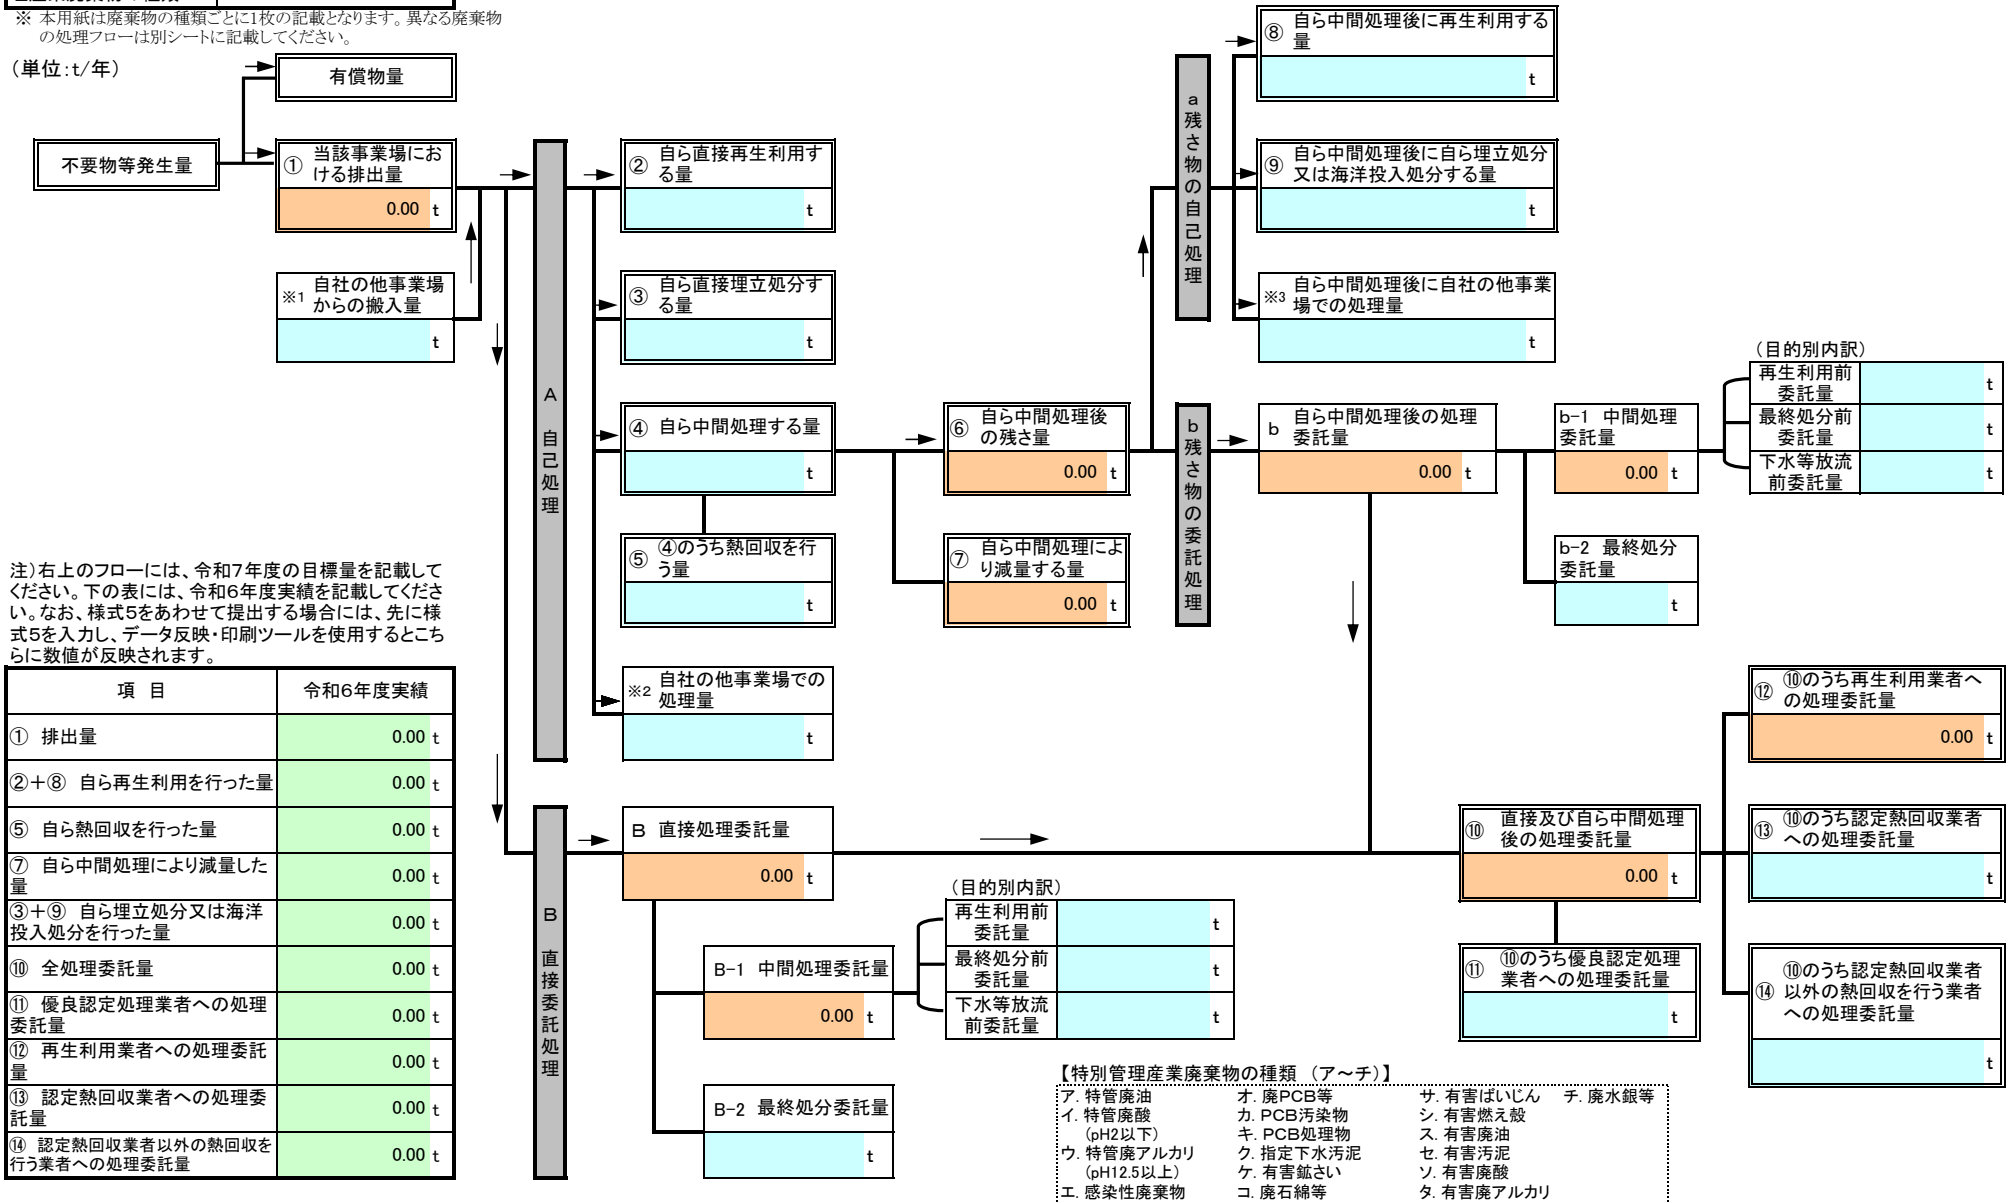 ※ 本用紙は廃棄物の種類ごとに1枚の記載となります。異なる廃棄物
の処理フローは別シートに記載してください。
（単位：t/年）
有償物量
不要物等発生量
① 当該事業場にお
ける排出量
0.00 t
※1 自社の他事業場
からの搬入量
t
A 自己処理
② 自ら直接再生利用す
る量
t
③ 自ら直接埋立処分す
る量
t
④ 自ら中間処理する量
t
⑤ ④のうち熱回収を行
う量
t
※2 自社の他事業場での
処理量
t
⑥ 自ら中間処理後
の残さ量
0.00 t
⑦ 自ら中間処理によ
り減量する量
0.00 t
a 残さ物の自己処理
⑧ 自ら中間処理後に再生利用する
量
t
⑨ 自ら中間処理後に自ら埋立処分
又は海洋投入処分する量
t
※3 自ら中間処理後に自社の他事業
場での処理量
t
b 残さ物の委託処理
b 自ら中間処理後の処理
委託量
0.00 t
b-1 中間処理
委託量
0.00 t
b-2 最終処分
委託量
t
（目的別内訳）
再生利用前
委託量
t
最終処分前
委託量
t
下水等放流
前委託量
t
注）右上のフローには、令和7年度の目標量を記載して
ください。下の表には、令和6年度実績を記載してくださ
い。なお、様式5をあわせて提出する場合には、先に様
式5を入力し、データ反映・印刷ツールを使用するとこち
らに数値が反映されます。
項 目 令和6年度実績
① 排出量 0.00 t
②＋⑧ 自ら再生利用を行った量 0.00 t
⑤ 自ら熱回収を行った量 0.00 t
⑦ 自ら中間処理により減量した
量 0.00 t
③＋⑨ 自ら埋立処分又は海洋
投入処分を行った量 0.00 t
⑩ 全処理委託量 0.00 t
⑪ 優良認定処理業者への処理
委託量 0.00 t
⑫ 再生利用業者への処理委託
量 0.00 t
⑬ 認定熱回収業者への処理委
託量 0.00 t
⑭ 認定熱回収業者以外の熱回収を
行う業者への処理委託量 0.00 t
B 直接委託処理
B 直接処理委託量
0.00 t
B-1 中間処理委託量
0.00 t
B-2 最終処分委託量
t
（目的別内訳）
再生利用前
委託量
t
最終処分前
委託量
t
下水等放流
前委託量
t
⑩ 直接及び自ら中間処理
後の処理委託量
0.00 t
⑪ ⑩のうち優良認定処理
業者への処理委託量
t
⑫ ⑩のうち再生利用業者へ
の処理委託量
0.00 t
⑬ ⑩のうち認定熱回収業者
への処理委託量
t
⑭ ⑩のうち認定熱回収業者
以外の熱回収を行う業者
への処理委託量
t
【特別管理産業廃棄物の種類 （ア～チ）】
ア. 特管廃油 オ. 廃PCB等 サ. 有害ばいじん チ. 廃水銀等
イ. 特管廃酸 カ. PCB汚染物 シ. 有害燃え殻
（pH2以下） キ. PCB処理物 ス. 有害廃油
ウ. 特管廃アルカリ ク. 指定下水汚泥 セ. 有害汚泥
（pH12.5以上） ケ. 有害鉱さい ソ. 有害廃酸
エ. 感染性廃棄物 コ. 廃石綿等 タ. 有害廃アルカリ